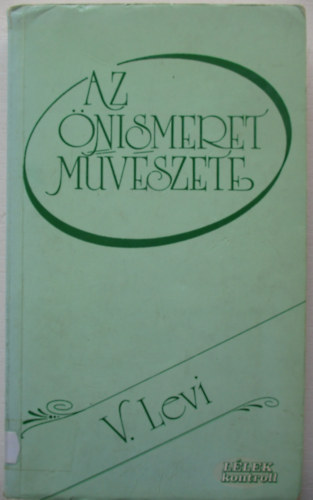 AZ
ÖNISMERET
MŰVÉSZETE
V. Levi
LÉLEK
kontroll